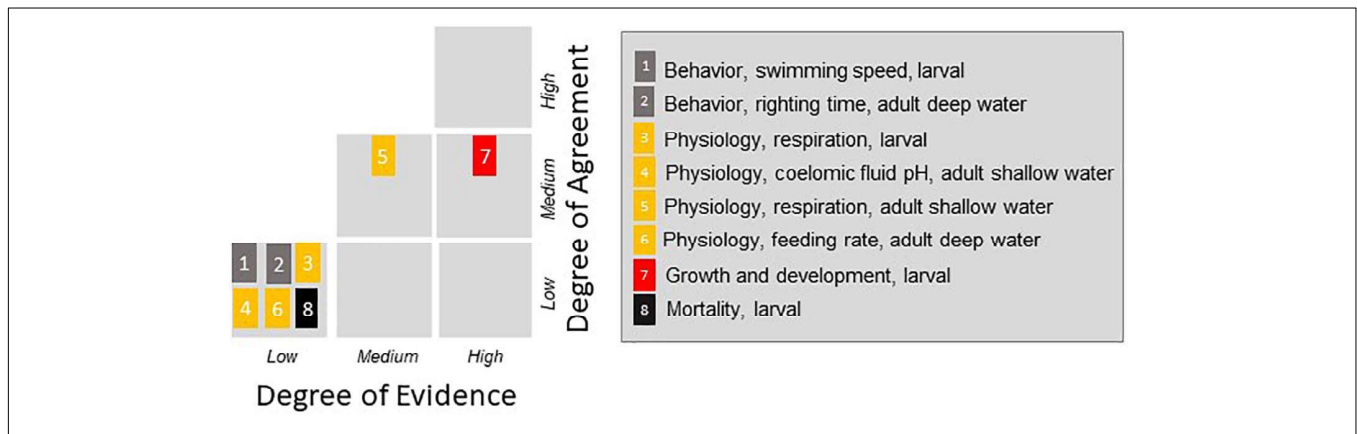 High
Medium
Low
Degree of Agreement
5
7
1
2
3
4
6
8
Low
Medium
High
Degree of Evidence
1 Behavior, swimming speed, larval
2 Behavior, righting time, adult deep water
3 Physiology, respiration, larval
4 Physiology, coelomic fluid pH, adult shallow water
5 Physiology, respiration, adult shallow water
6 Physiology, feeding rate, adult deep water
7 Growth and development, larval
8 Mortality, larval